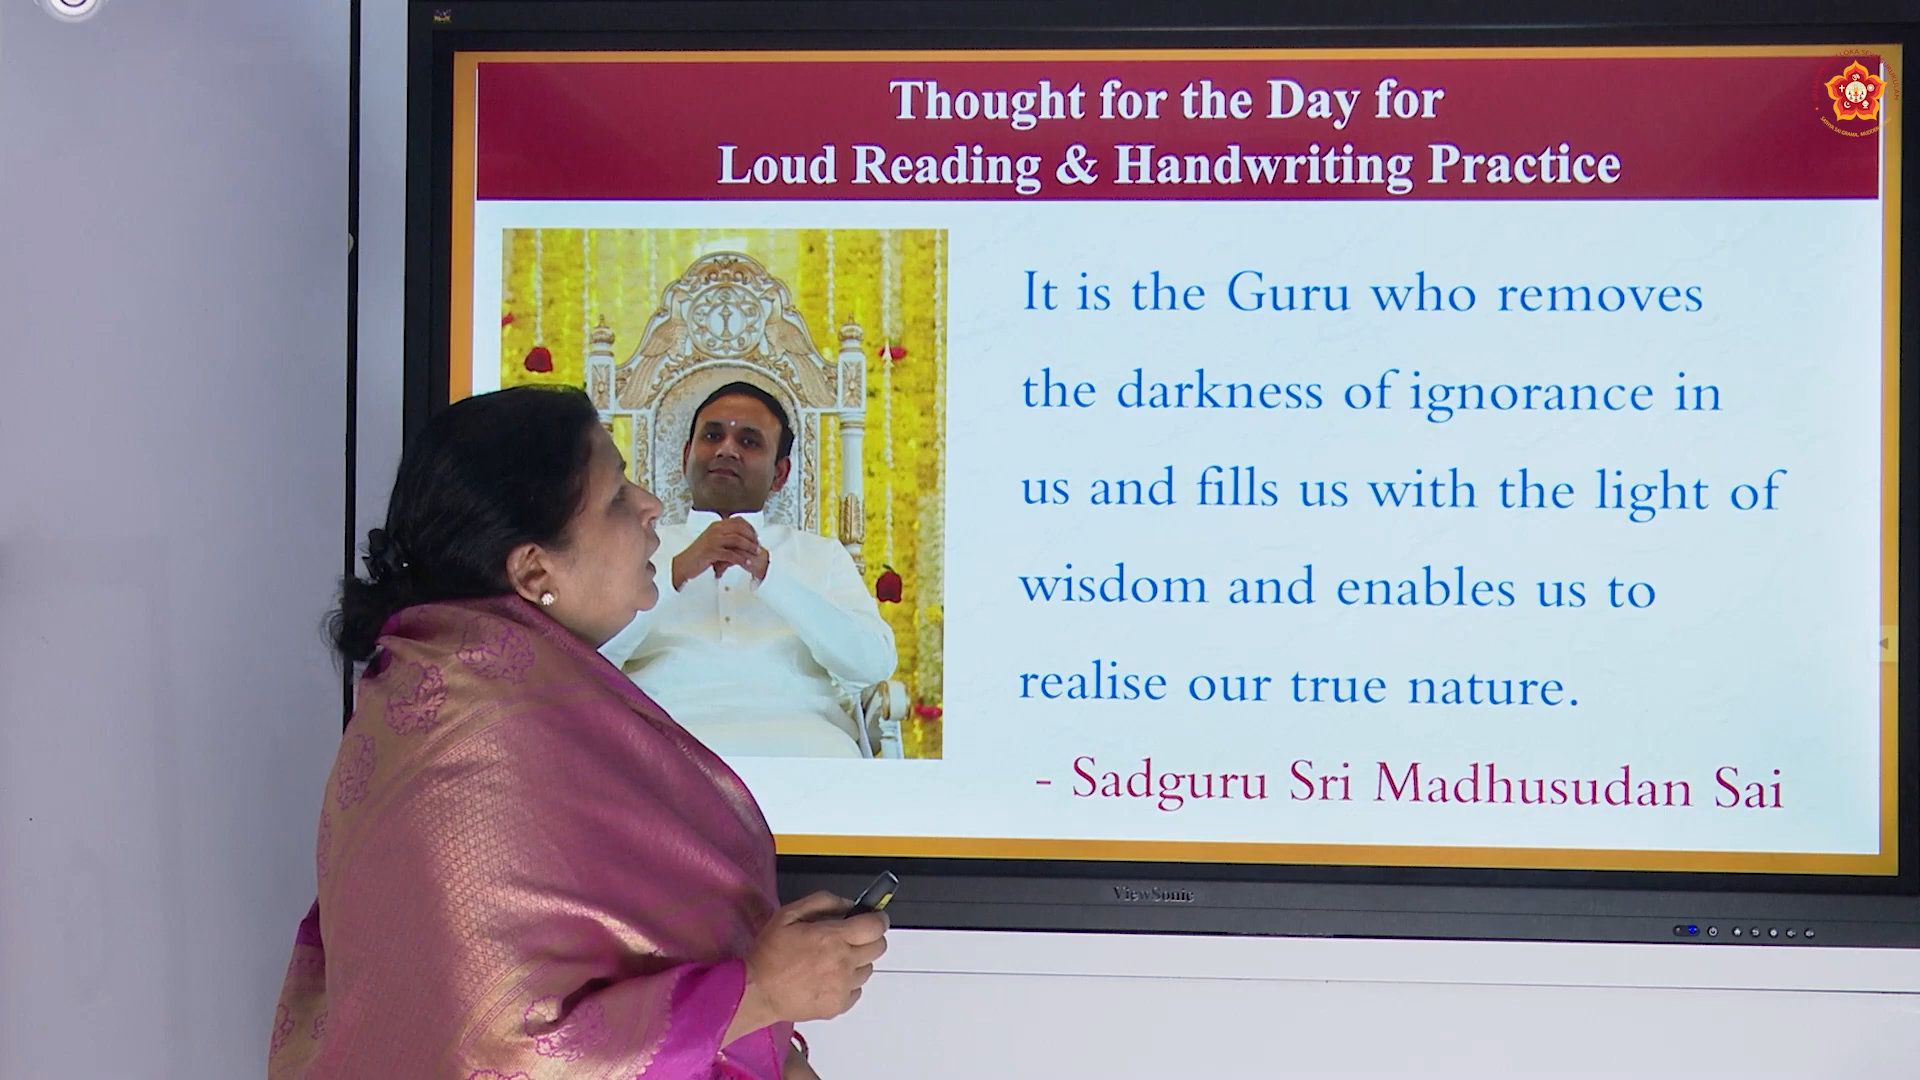 Thought for the Day for
Loud Reading & Handwriting Practice
It is the Guru who removes
the darkness of ignorance in
us and fills us with the light of
wisdom and enables us to
realise our true nature.
- Sadguru Sri Madhusudan Sai
ViewSonic